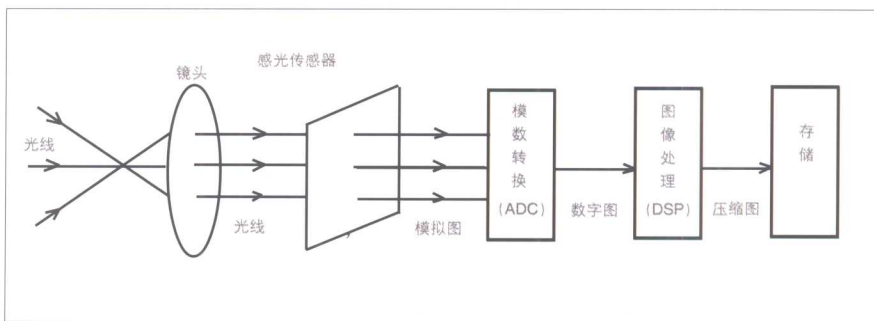 感光传感器
镜头
光线
光线
模拟图
模数转换
(ADC)
数字图
图像处理
(DSP)
压缩图
存储